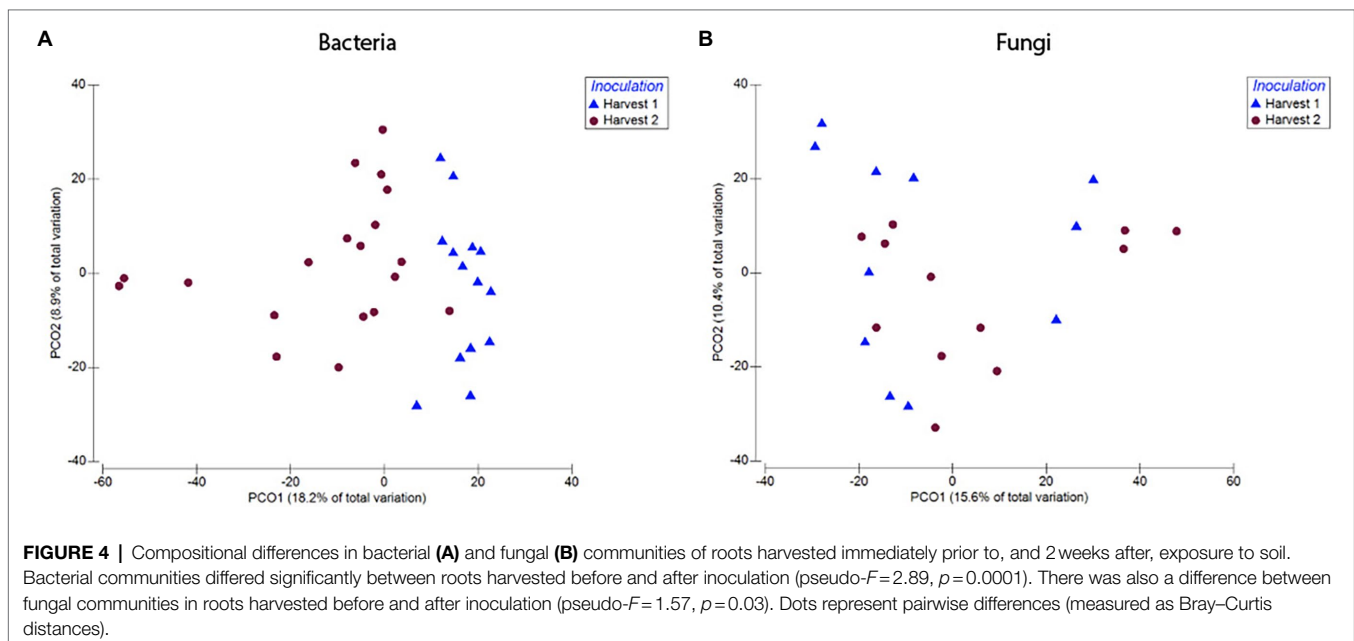 A
Bacteria
Inoculation
Harvest 1
Harvest 2
40
20
0
-20
-40
PCO2 (8.9% of total variation)
-60
-40
-20
0
20
40
PCO1 (18.2% of total variation)
B
Fungi
Inoculation
Harvest 1
Harvest 2
40
20
0
-20
-40
PCO2 (10.4% of total variation)
-40
-20
0
20
40
60
PCO1 (15.6% of total variation)
FIGURE 4 | Compositional differences in bacterial (A) and fungal (B) communities of roots harvested immediately prior to, and 2 weeks after, exposure to soil.
Bacterial communities differed significantly between roots harvested before and after inoculation (pseudo-F = 2.89, p = 0.0001). There was also a difference between
fungal communities in roots harvested before and after inoculation (pseudo-F = 1.57, p = 0.03). Dots represent pairwise differences (measured as Bray–Curtis
distances).